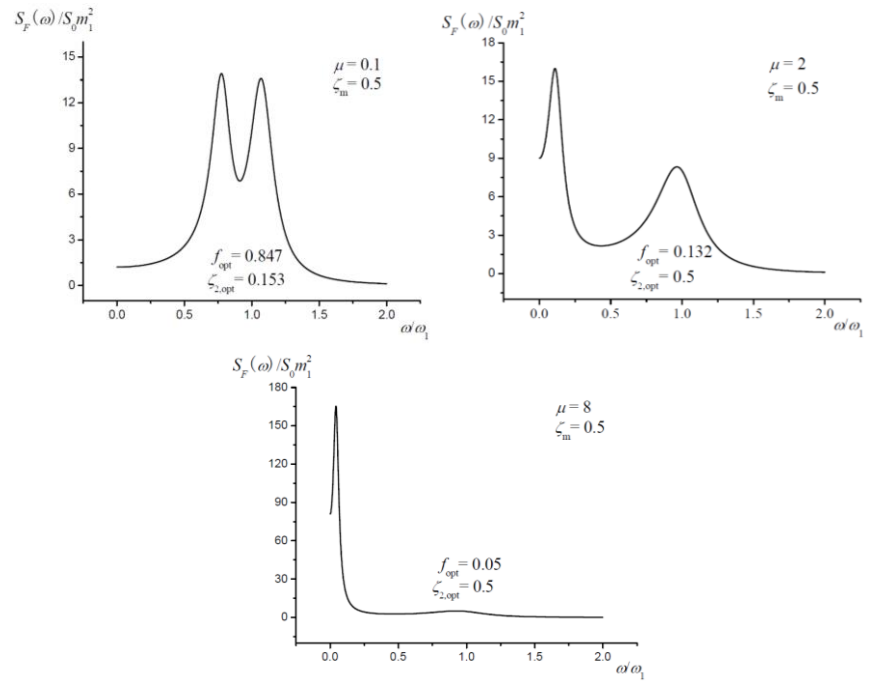 S_F(ω)/S_0m_1^2
15
12
9
6
3
0
μ = 0.1
ζ_m = 0.5
f_opt = 0.847
ζ_2,opt = 0.153
0.0 0.5 1.0 1.5 2.0
ω/ω_1
S_F(ω)/S_0m_1^2
18
15
12
9
6
3
0
μ = 2
ζ_m = 0.5
f_opt = 0.132
ζ_2,opt = 0.5
0.0 0.5 1.0 1.5 2.0
ω/ω_1
S_F(ω)/S_0m_1^2
180
150
120
90
60
30
0
μ = 8
ζ_m = 0.5
f_opt = 0.05
ζ_2,opt = 0.5
0.0 0.5 1.0 1.5 2.0
ω/ω_1